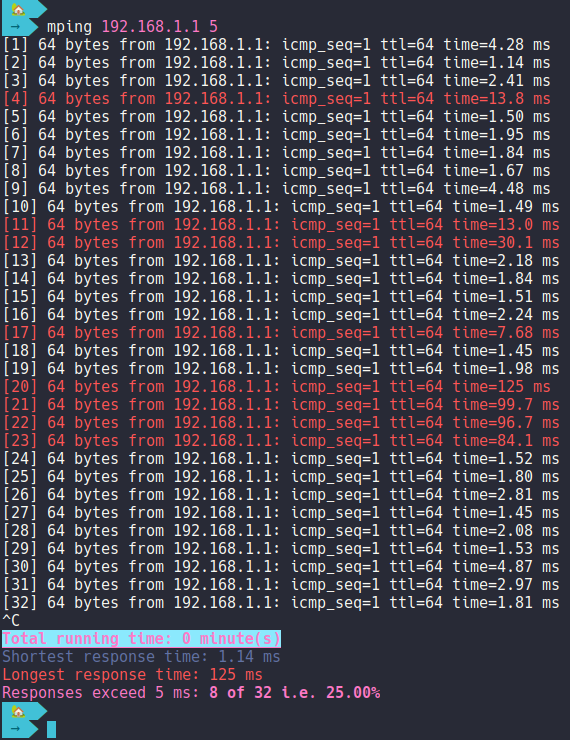 → mping 192.168.1.1 5
[1] 64 bytes from 192.168.1.1: icmp_seq=1 ttl=64 time=4.28 ms
[2] 64 bytes from 192.168.1.1: icmp_seq=1 ttl=64 time=1.14 ms
[3] 64 bytes from 192.168.1.1: icmp_seq=1 ttl=64 time=2.41 ms
[4] 64 bytes from 192.168.1.1: icmp_seq=1 ttl=64 time=13.8 ms
[5] 64 bytes from 192.168.1.1: icmp_seq=1 ttl=64 time=1.50 ms
[6] 64 bytes from 192.168.1.1: icmp_seq=1 ttl=64 time=1.95 ms
[7] 64 bytes from 192.168.1.1: icmp_seq=1 ttl=64 time=1.84 ms
[8] 64 bytes from 192.168.1.1: icmp_seq=1 ttl=64 time=1.67 ms
[9] 64 bytes from 192.168.1.1: icmp_seq=1 ttl=64 time=4.48 ms
[10] 64 bytes from 192.168.1.1: icmp_seq=1 ttl=64 time=1.49 ms
[11] 64 bytes from 192.168.1.1: icmp_seq=1 ttl=64 time=13.0 ms
[12] 64 bytes from 192.168.1.1: icmp_seq=1 ttl=64 time=30.1 ms
[13] 64 bytes from 192.168.1.1: icmp_seq=1 ttl=64 time=2.18 ms
[14] 64 bytes from 192.168.1.1: icmp_seq=1 ttl=64 time=1.84 ms
[15] 64 bytes from 192.168.1.1: icmp_seq=1 ttl=64 time=1.51 ms
[16] 64 bytes from 192.168.1.1: icmp_seq=1 ttl=64 time=2.24 ms
[17] 64 bytes from 192.168.1.1: icmp_seq=1 ttl=64 time=7.68 ms
[18] 64 bytes from 192.168.1.1: icmp_seq=1 ttl=64 time=1.45 ms
[19] 64 bytes from 192.168.1.1: icmp_seq=1 ttl=64 time=1.98 ms
[20] 64 bytes from 192.168.1.1: icmp_seq=1 ttl=64 time=125 ms
[21] 64 bytes from 192.168.1.1: icmp_seq=1 ttl=64 time=99.7 ms
[22] 64 bytes from 192.168.1.1: icmp_seq=1 ttl=64 time=96.7 ms
[23] 64 bytes from 192.168.1.1: icmp_seq=1 ttl=64 time=84.1 ms
[24] 64 bytes from 192.168.1.1: icmp_seq=1 ttl=64 time=1.52 ms
[25] 64 bytes from 192.168.1.1: icmp_seq=1 ttl=64 time=1.80 ms
[26] 64 bytes from 192.168.1.1: icmp_seq=1 ttl=64 time=2.81 ms
[27] 64 bytes from 192.168.1.1: icmp_seq=1 ttl=64 time=1.45 ms
[28] 64 bytes from 192.168.1.1: icmp_seq=1 ttl=64 time=2.08 ms
[29] 64 bytes from 192.168.1.1: icmp_seq=1 ttl=64 time=1.53 ms
[30] 64 bytes from 192.168.1.1: icmp_seq=1 ttl=64 time=4.87 ms
[31] 64 bytes from 192.168.1.1: icmp_seq=1 ttl=64 time=2.97 ms
[32] 64 bytes from 192.168.1.1: icmp_seq=1 ttl=64 time=1.81 ms
^C
Total running time: 0 minute(s)
Shortest response time: 1.14 ms
Longest response time: 125 ms
Responses exceed 5 ms: 8 of 32 i.e. 25.00%
→